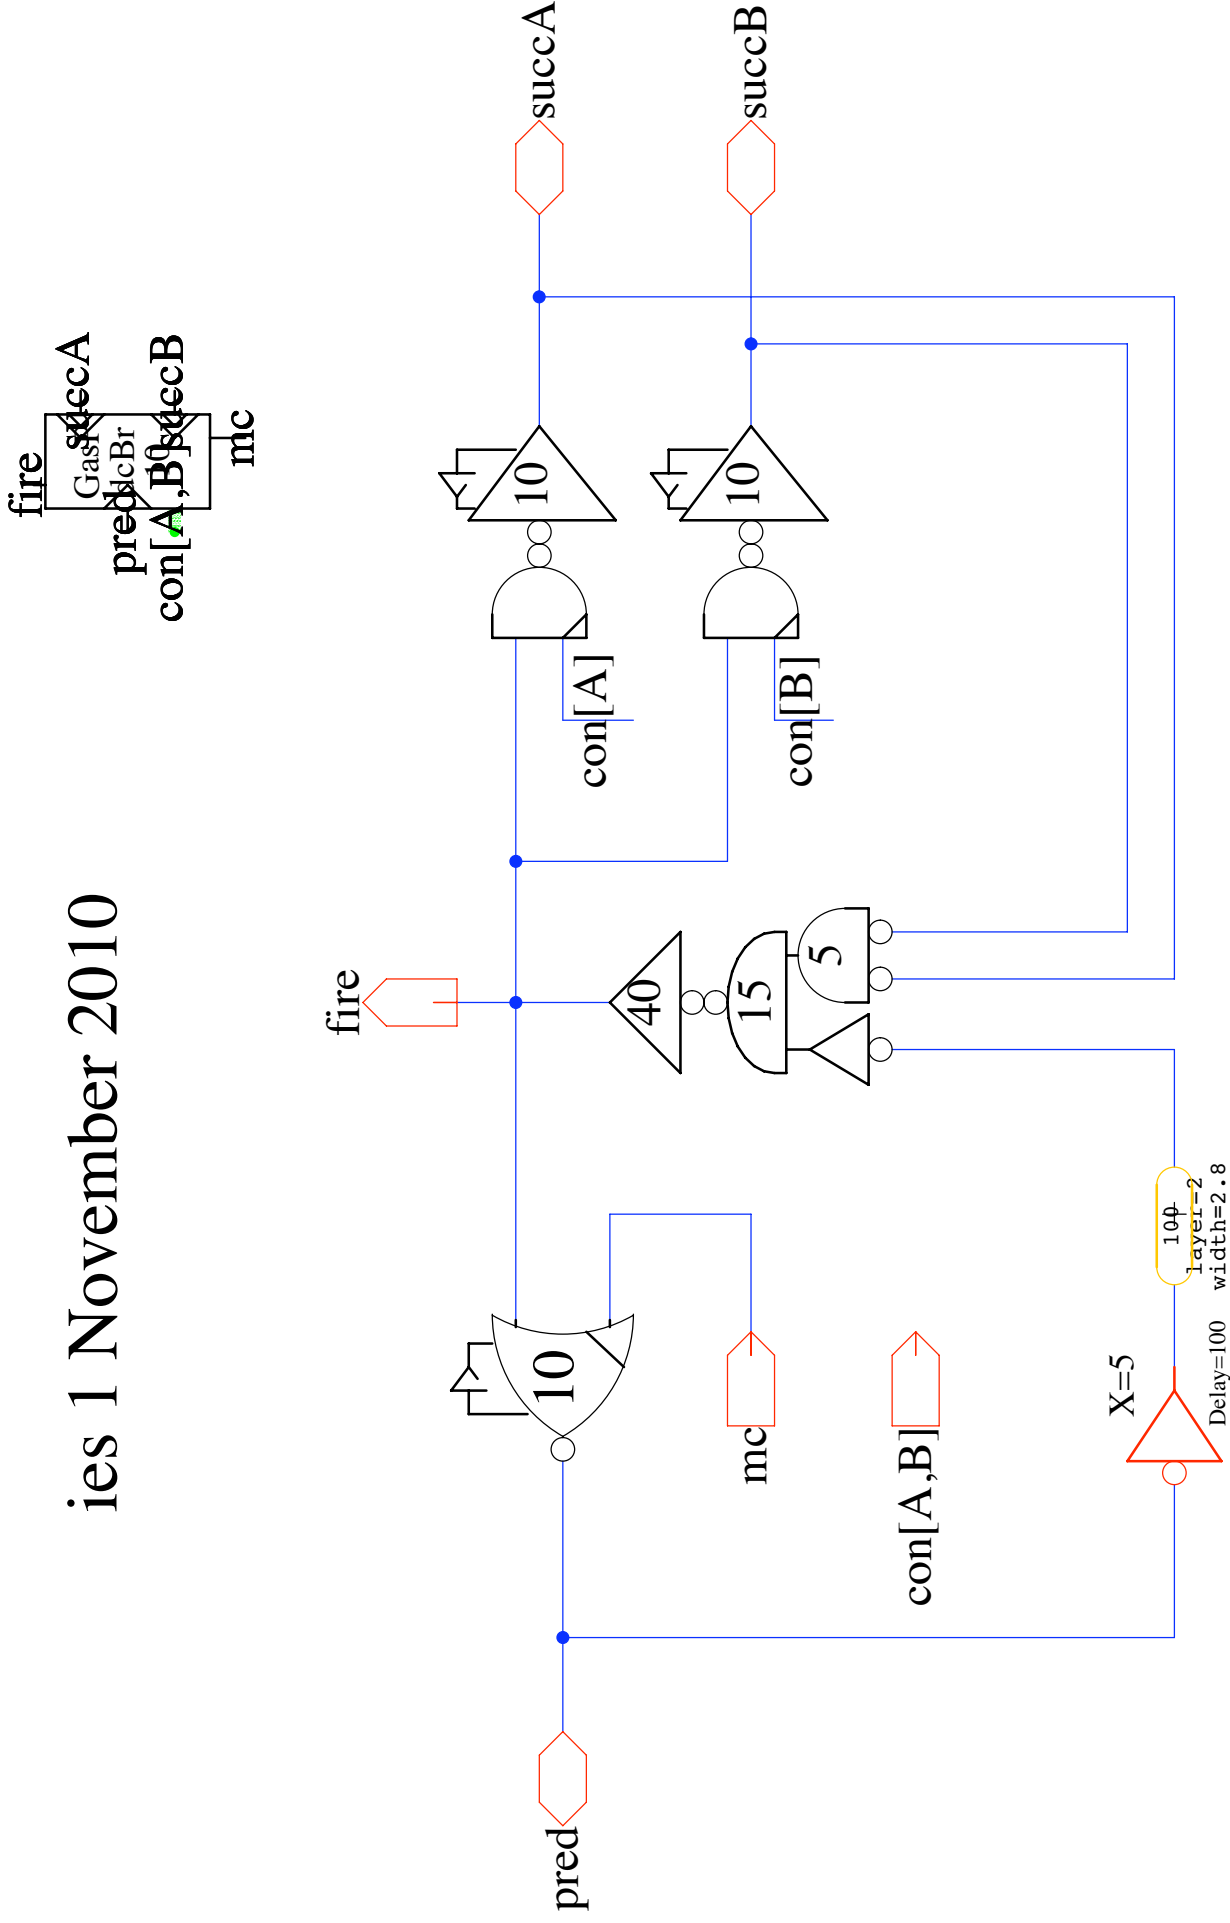 ies 1 November 2010
fire
succA
succB
pred
con[A,B]
mc
10
fire
succA
succB
10
10
con[A]
con[B]
40
15
5
10
mc
con[A,B]
pred
X=5
Delay=100
100
layer=2
width=2.8